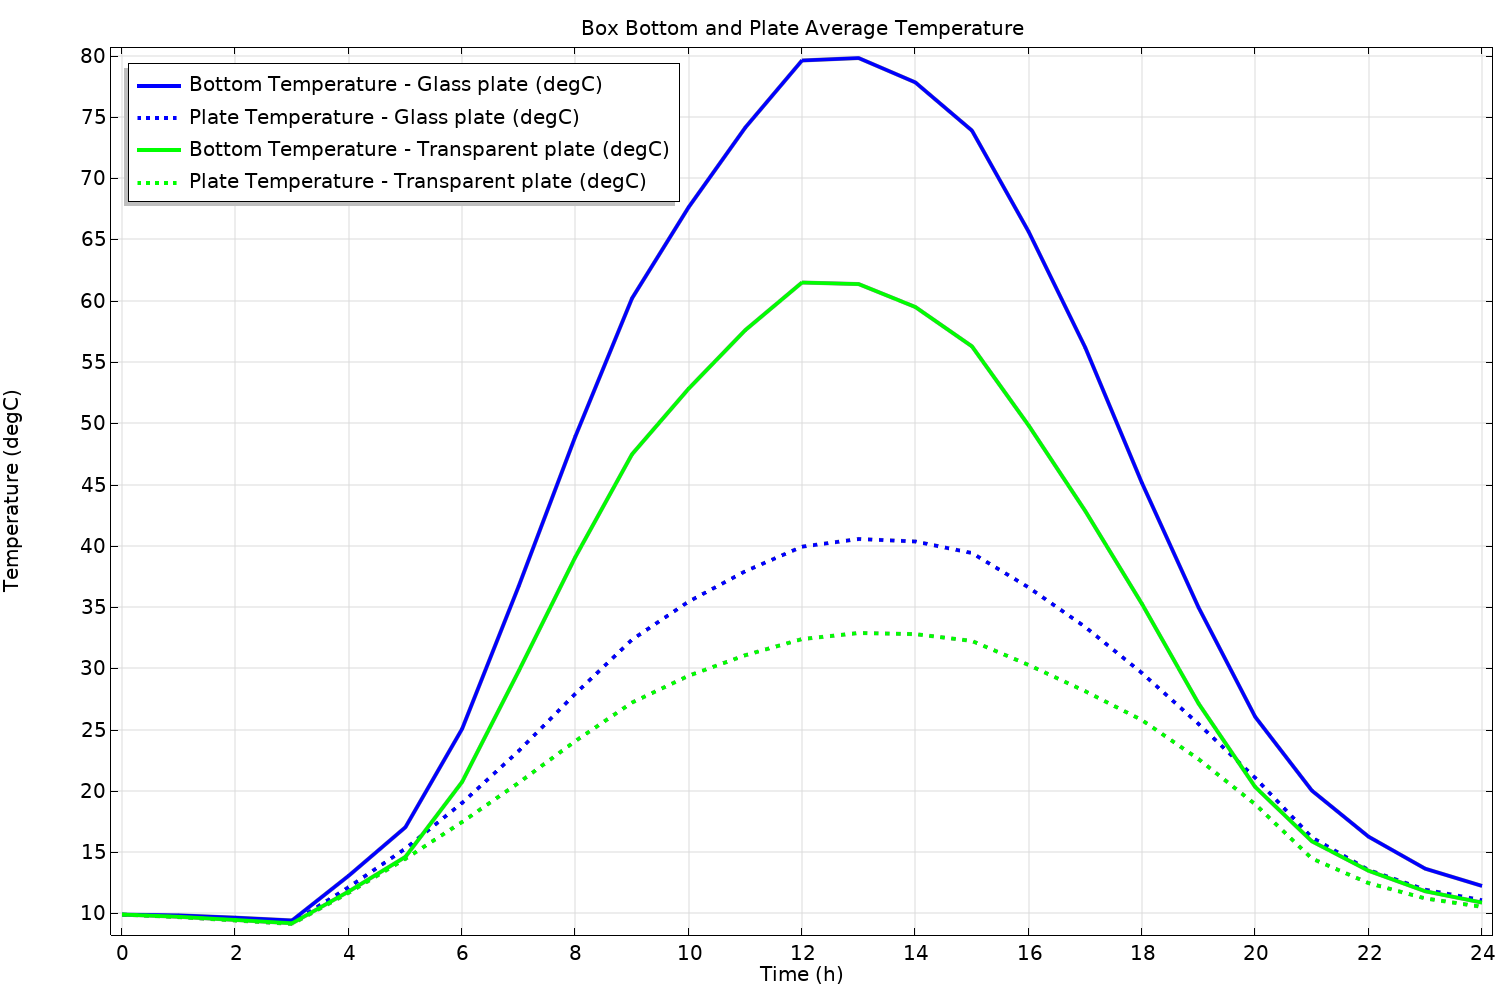 Box Bottom and Plate Average Temperature
Bottom Temperature - Glass plate (degC)
Plate Temperature - Glass plate (degC)
Bottom Temperature - Transparent plate (degC)
Plate Temperature - Transparent plate (degC)
80
75
70
65
60
55
50
45
40
35
30
25
20
15
10
Temperature (degC)
0 2 4 6 8 10 12 14 16 18 20 22 24
Time (h)